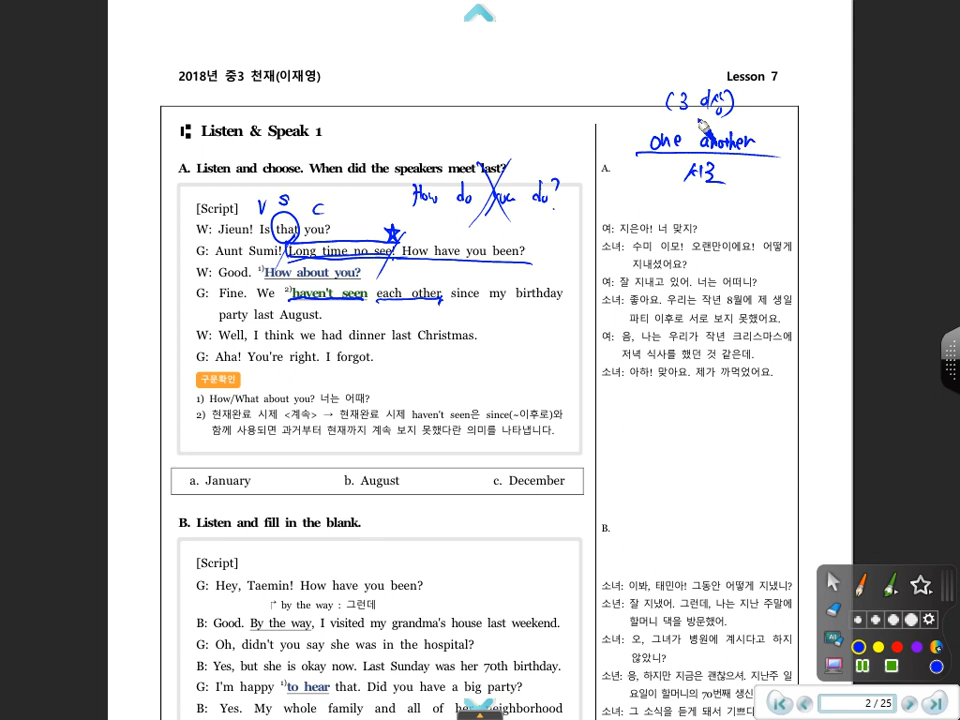 2018년 중3 천재(이재영)
Lesson 7
Listen & Speak 1
(3
one another
서로
A. Listen and choose. When did the speakers meet last?
A.
How do you do?
V S C
[Script]
W: Jieun! Is that you?
G: Aunt Sumi! Long time no see! How have you been?
W: Good. 1)How about you?
G: Fine. We 2)haven't seen each other since my birthday
party last August.
W: Well, I think we had dinner last Christmas.
G: Aha! You're right. I forgot.
구문확인
1) How/What about you? 너는 어때?
2) 현재완료 시제 <계속> → 현재완료 시제 haven't seen은 since(~이후로)와
함께 사용되면 과거부터 현재까지 계속 보지 못했다란 의미를 나타냅니다.
여: 지은아! 너 맞지?
소녀: 수미 이모! 오랜만이에요! 어떻게
지내셨어요?
여: 잘 지내고 있어. 너는 어떠니?
소녀: 좋아요. 우리는 작년 8월에 제 생일
파티 이후로 서로 보지 못했어요.
여: 음, 나는 우리가 작년 크리스마스에
저녁 식사를 했던 것 같은데.
소녀: 아하! 맞아요. 제가 까먹었어요.
a. January b. August c. December
B. Listen and fill in the blank.
B.
[Script]
G: Hey, Taemin! How have you been?
by the way : 그런데
B: Good. By the way, I visited my grandma's house last weekend.
G: Oh, didn't you say she was in the hospital?
B: Yes, but she is okay now. Last Sunday was her 70th birthday.
G: I'm happy 1)to hear that. Did you have a big party?
B: Yes. My whole family and all of her neighborhood
소녀: 이봐, 태민아! 그동안 어떻게 지냈니?
소년: 잘 지냈어. 그런데, 나는 지난 주말에
할머니 댁을 방문했어.
소녀: 오, 그녀가 병원에 계시다고 하지
않았니?
소년: 응, 하지만 지금은 괜찮으셔. 지난주 일
요일이 할머니의 70번째 생신
소녀: 그 소식을 듣게 돼서 기쁘다
2 / 25